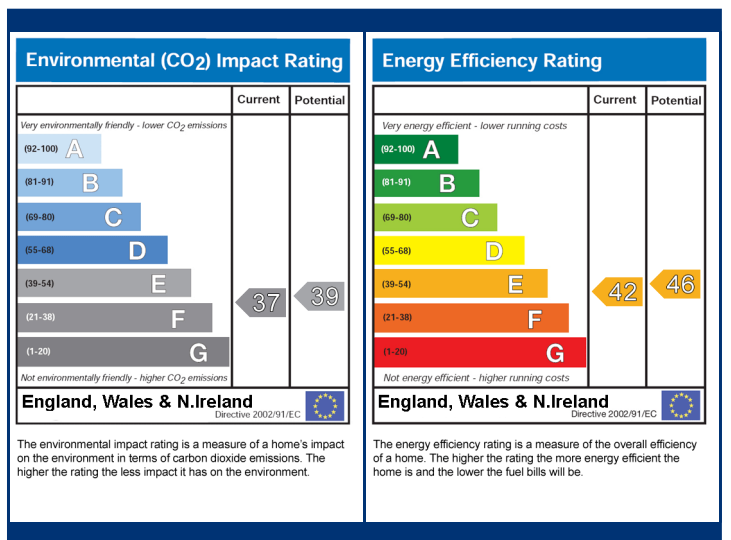 Environmental (CO2) Impact Rating
Current Potential
Very environmentally friendly - lower CO2 emissions
(92-100) A
(81-91) B
(69-80) C
(55-68) D
(39-54) E
(21-38) F
(1-20) G
37
39
Not environmentally friendly - higher CO2 emissions
England, Wales & N.Ireland
Directive 2002/91/EC
The environmental impact rating is a measure of a home's impact
on the environment in terms of carbon dioxide emissions. The
higher the rating the less impact it has on the environment.
Energy Efficiency Rating
Current Potential
Very energy efficient - lower running costs
(92-100) A
(81-91) B
(69-80) C
(55-68) D
(39-54) E
(21-38) F
(1-20) G
42
46
Not energy efficient - higher running costs
England, Wales & N.Ireland
Directive 2002/91/EC
The energy efficiency rating is a measure of the overall efficiency
of a home. The higher the rating the more energy efficient the
home is and the lower the fuel bills will be.